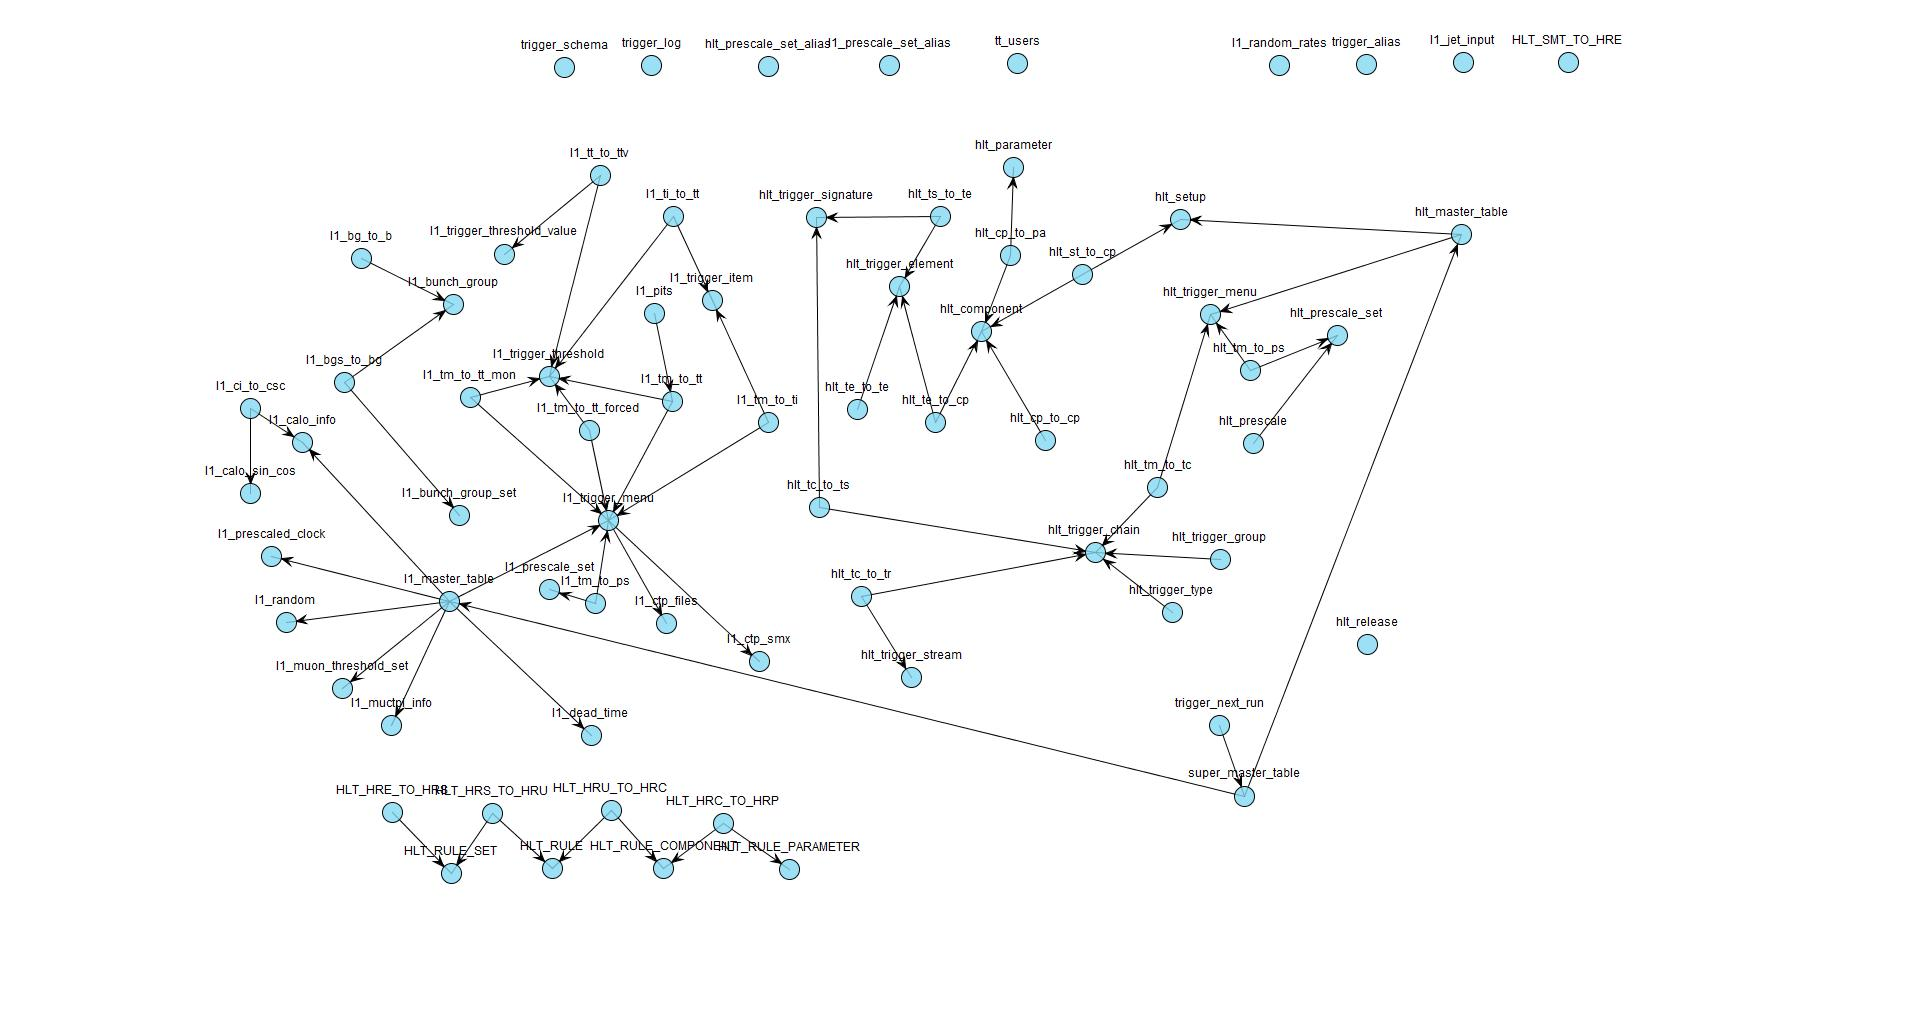 trigger_schema
trigger_log
hlt_prescale_set_alias
l1_prescale_set_alias
tt_users
l1_random_rates
trigger_alias
l1_jet_input
HLT_SMT_TO_HRE
l1_tt_to_ttv
hlt_parameter
l1_ti_to_tt
hlt_trigger_signature
hlt_ts_to_te
hlt_setup
hlt_master_table
l1_bg_to_b
l1_trigger_threshold_value
hlt_cp_to_pa
hlt_st_to_cp
hlt_trigger_element
l1_bunch_group
l1_trigger_item
l1_pits
hlt_trigger_menu
hlt_component
hlt_prescale_set
l1_bgs_to_bg
l1_trigger_threshold
hlt_tm_to_ps
l1_ci_to_csc
l1_tm_to_tt_mon
l1_tm_to_tt
hlt_te_to_te
l1_calo_info
l1_tm_to_tt_forced
l1_tm_to_ti
hlt_te_to_cp
hlt_cp_to_cp
hlt_prescale
l1_calo_sin_cos
hlt_tm_to_tc
l1_bunch_group_set
l1_trigger_menu
hlt_tc_to_ts
l1_prescaled_clock
hlt_trigger_chain
hlt_trigger_group
l1_master_table
l1_prescale_set
l1_tm_to_ps
hlt_tc_to_tr
hlt_trigger_type
l1_random
l1_ctp_files
hlt_release
l1_ctp_smx
l1_muon_threshold_set
hlt_trigger_stream
l1_muctpi_info
l1_dead_time
trigger_next_run
super_master_table
HLT_HRE_TO_HRS
HLT_HRS_TO_HRU
HLT_HRU_TO_HRC
HLT_HRC_TO_HRP
HLT_RULE_SET
HLT_RULE
HLT_RULE_COMPONENT
HLT_RULE_PARAMETER